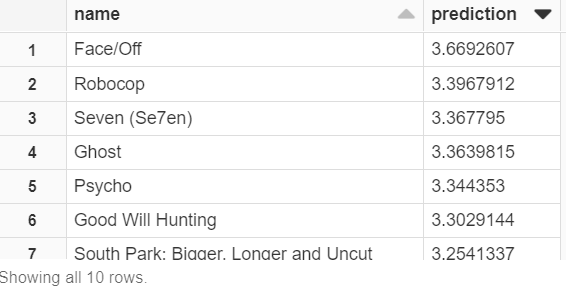 name prediction
1 Face/Off 3.6692607
2 Robocop 3.3967912
3 Seven (Se7en) 3.367795
4 Ghost 3.3639815
5 Psycho 3.344353
6 Good Will Hunting 3.3029144
7 South Park: Bigger, Longer and Uncut 3.2541337
Showing all 10 rows.